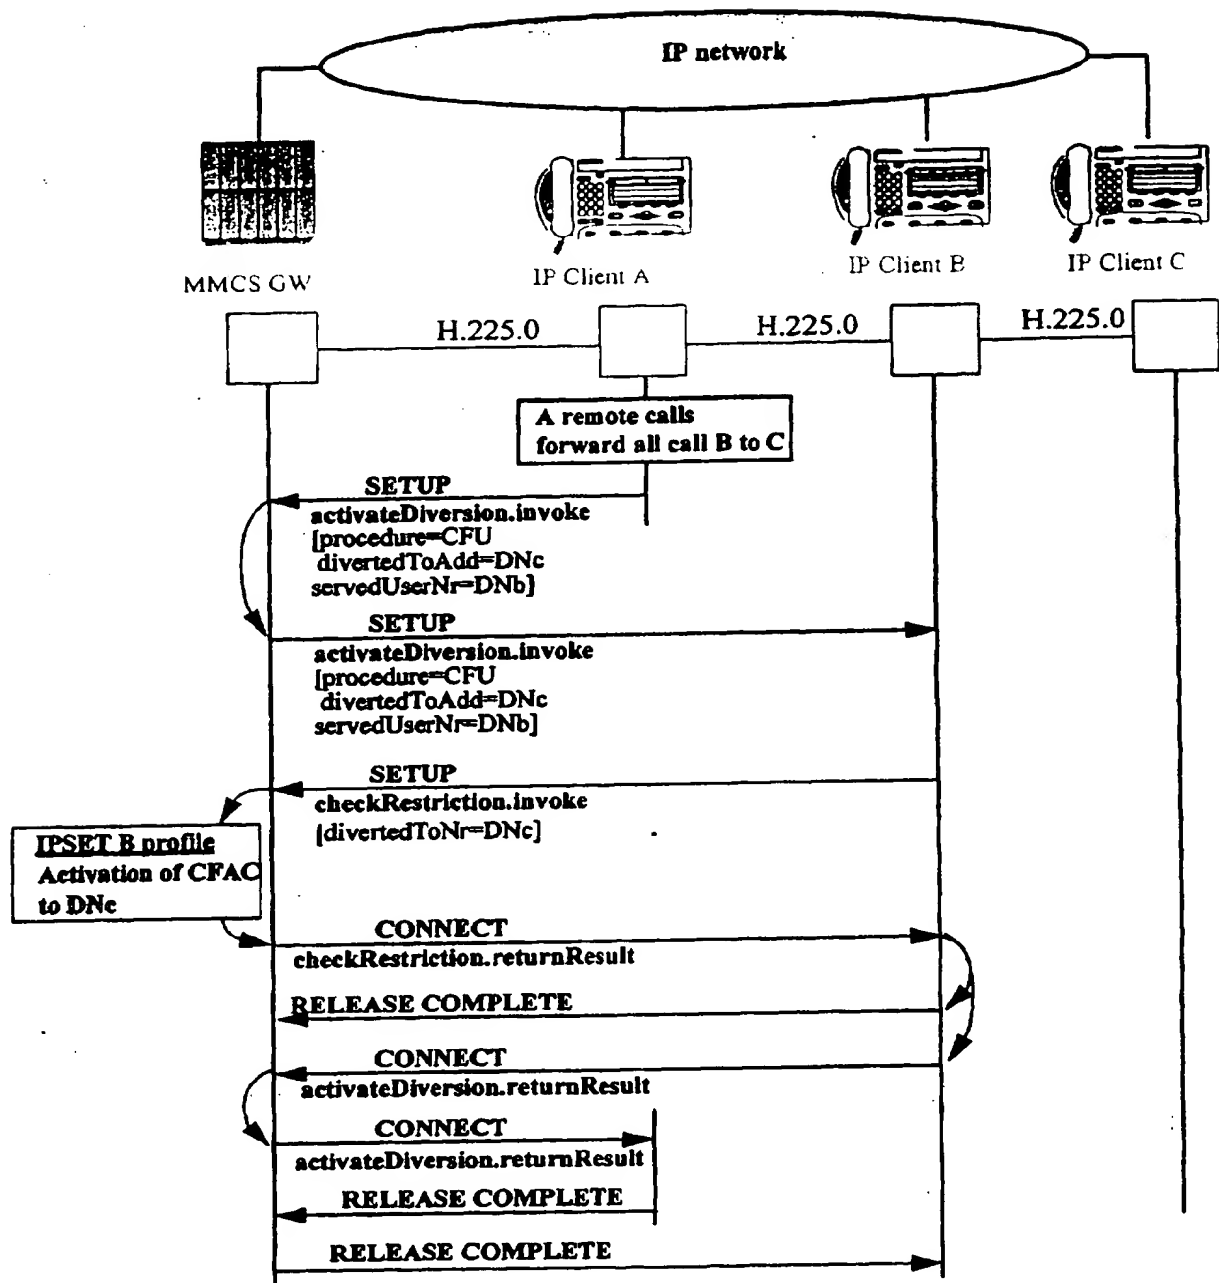 IP network
MMCS GW
IP Client A
IP Client B
IP Client C
H.225.0
H.225.0
H.225.0
A remote calls
forward all call B to C
SETUP
activateDiversion.invoke
[procedure=CFU
divertedToAdd=DNc
servedUserNr=DNb]
SETUP
activateDiversion.invoke
[procedure=CFU
divertedToAdd=DNc
servedUserNr=DNb]
SETUP
checkRestriction.invoke
[divertedToNr=DNc]
IPSET B profile
Activation of CFAC
to DNc
CONNECT
checkRestriction.returnResult
RELEASE COMPLETE
CONNECT
activateDiversion.returnResult
CONNECT
activateDiversion.returnResult
RELEASE COMPLETE
RELEASE COMPLETE